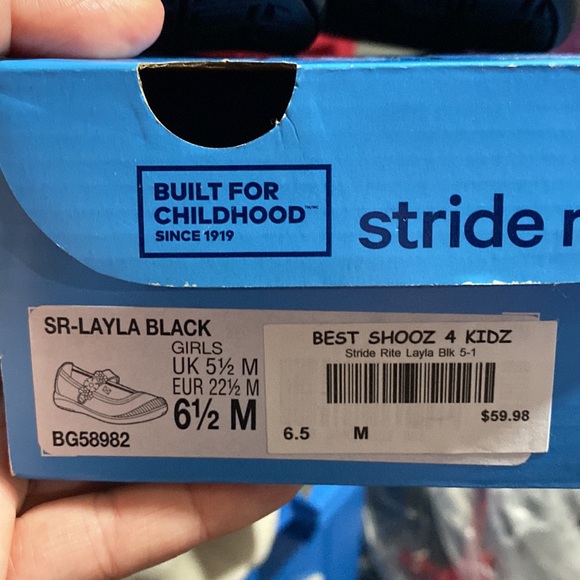 BUILT FOR
CHILDHOOD™/MC
SINCE 1919
stride r
SR-LAYLA BLACK
GIRLS
UK 5½ M
EUR 22½ M
6½ M
BG58982
BEST SHOOZ 4 KIDZ
Stride Rite Layla Blk 5-1
$59.98
6.5 M